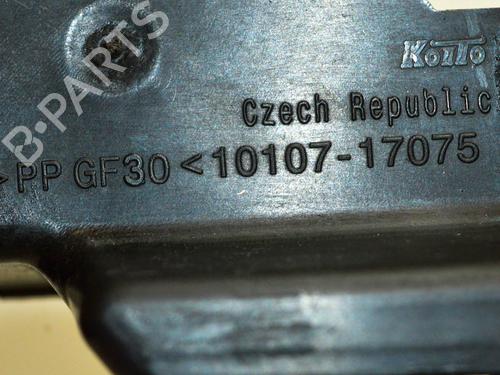 B-PARTS
KOITO
Czech Republic
>PP GF30<10107-17075